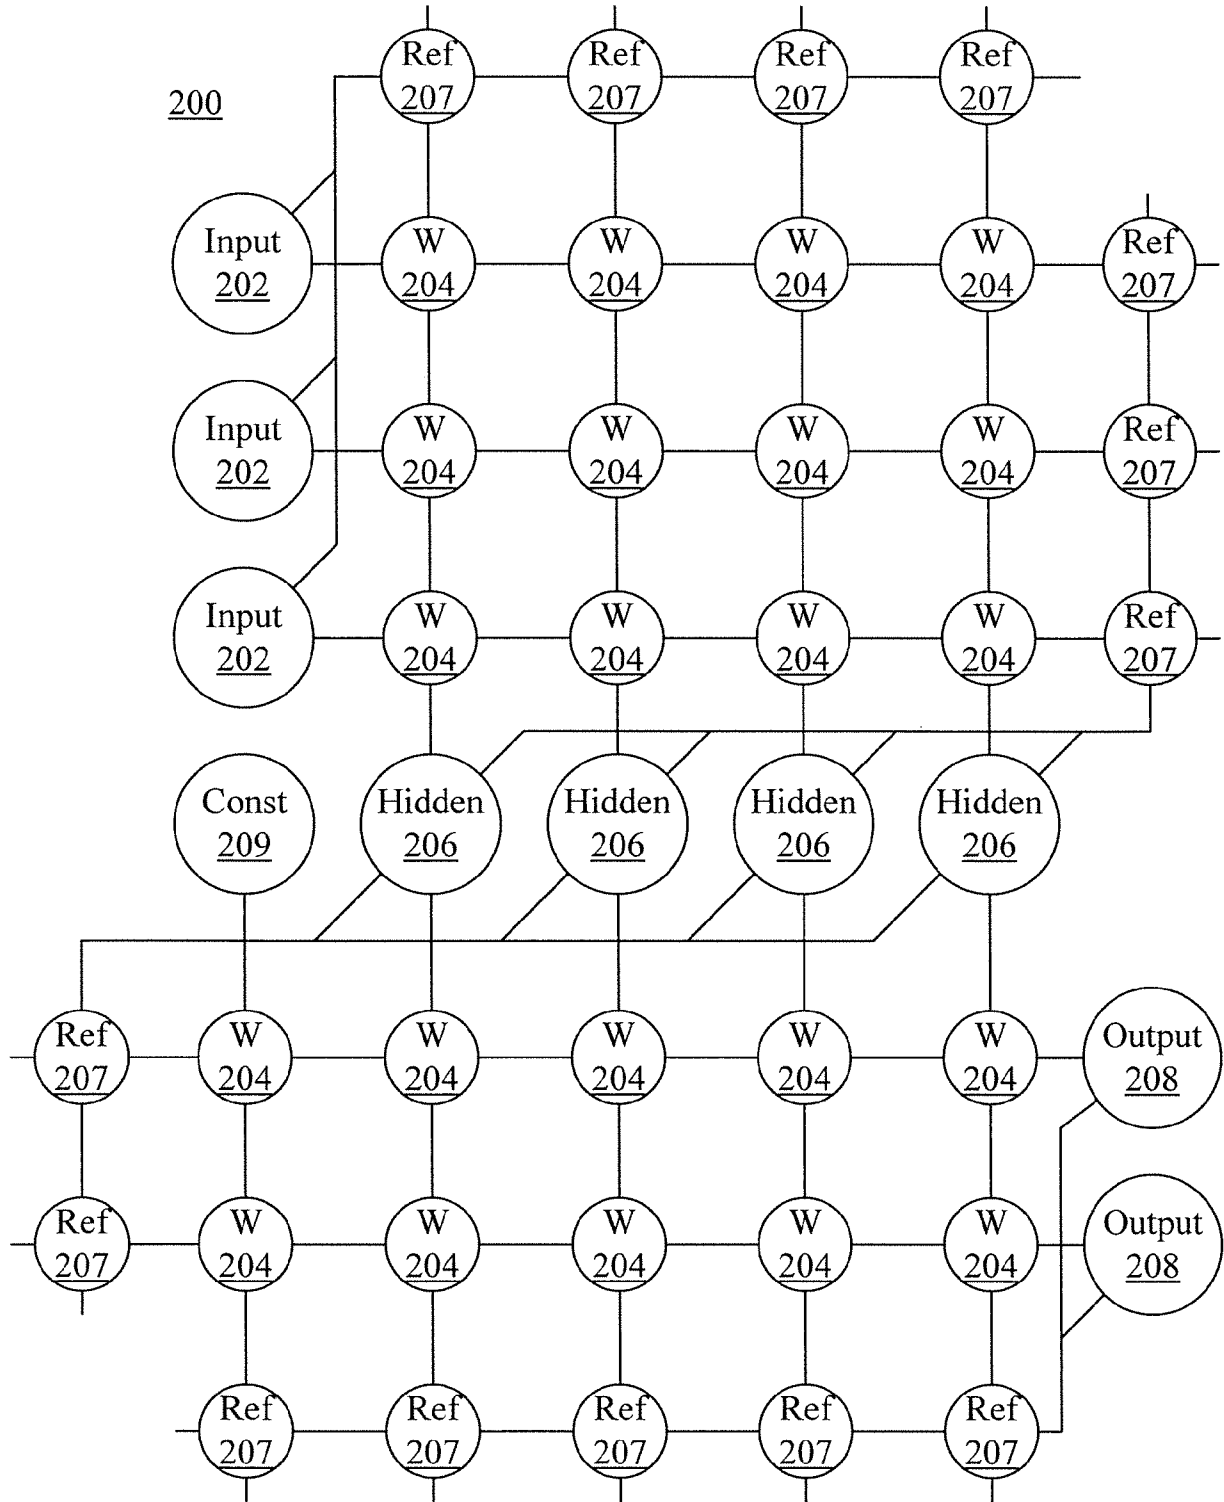 Ref Ref Ref Ref
207 207 207 207
200
Input W W W W Ref
202 204 204 204 204 207
Input W W W W Ref
202 204 204 204 204 207
Input W W W W Ref
202 204 204 204 204 207
Const Hidden Hidden Hidden Hidden
209 206 206 206 206
Ref W W W W W Output
207 204 204 204 204 204 208
Ref W W W W W Output
207 204 204 204 204 204 208
Ref Ref Ref Ref Ref
207 207 207 207 207